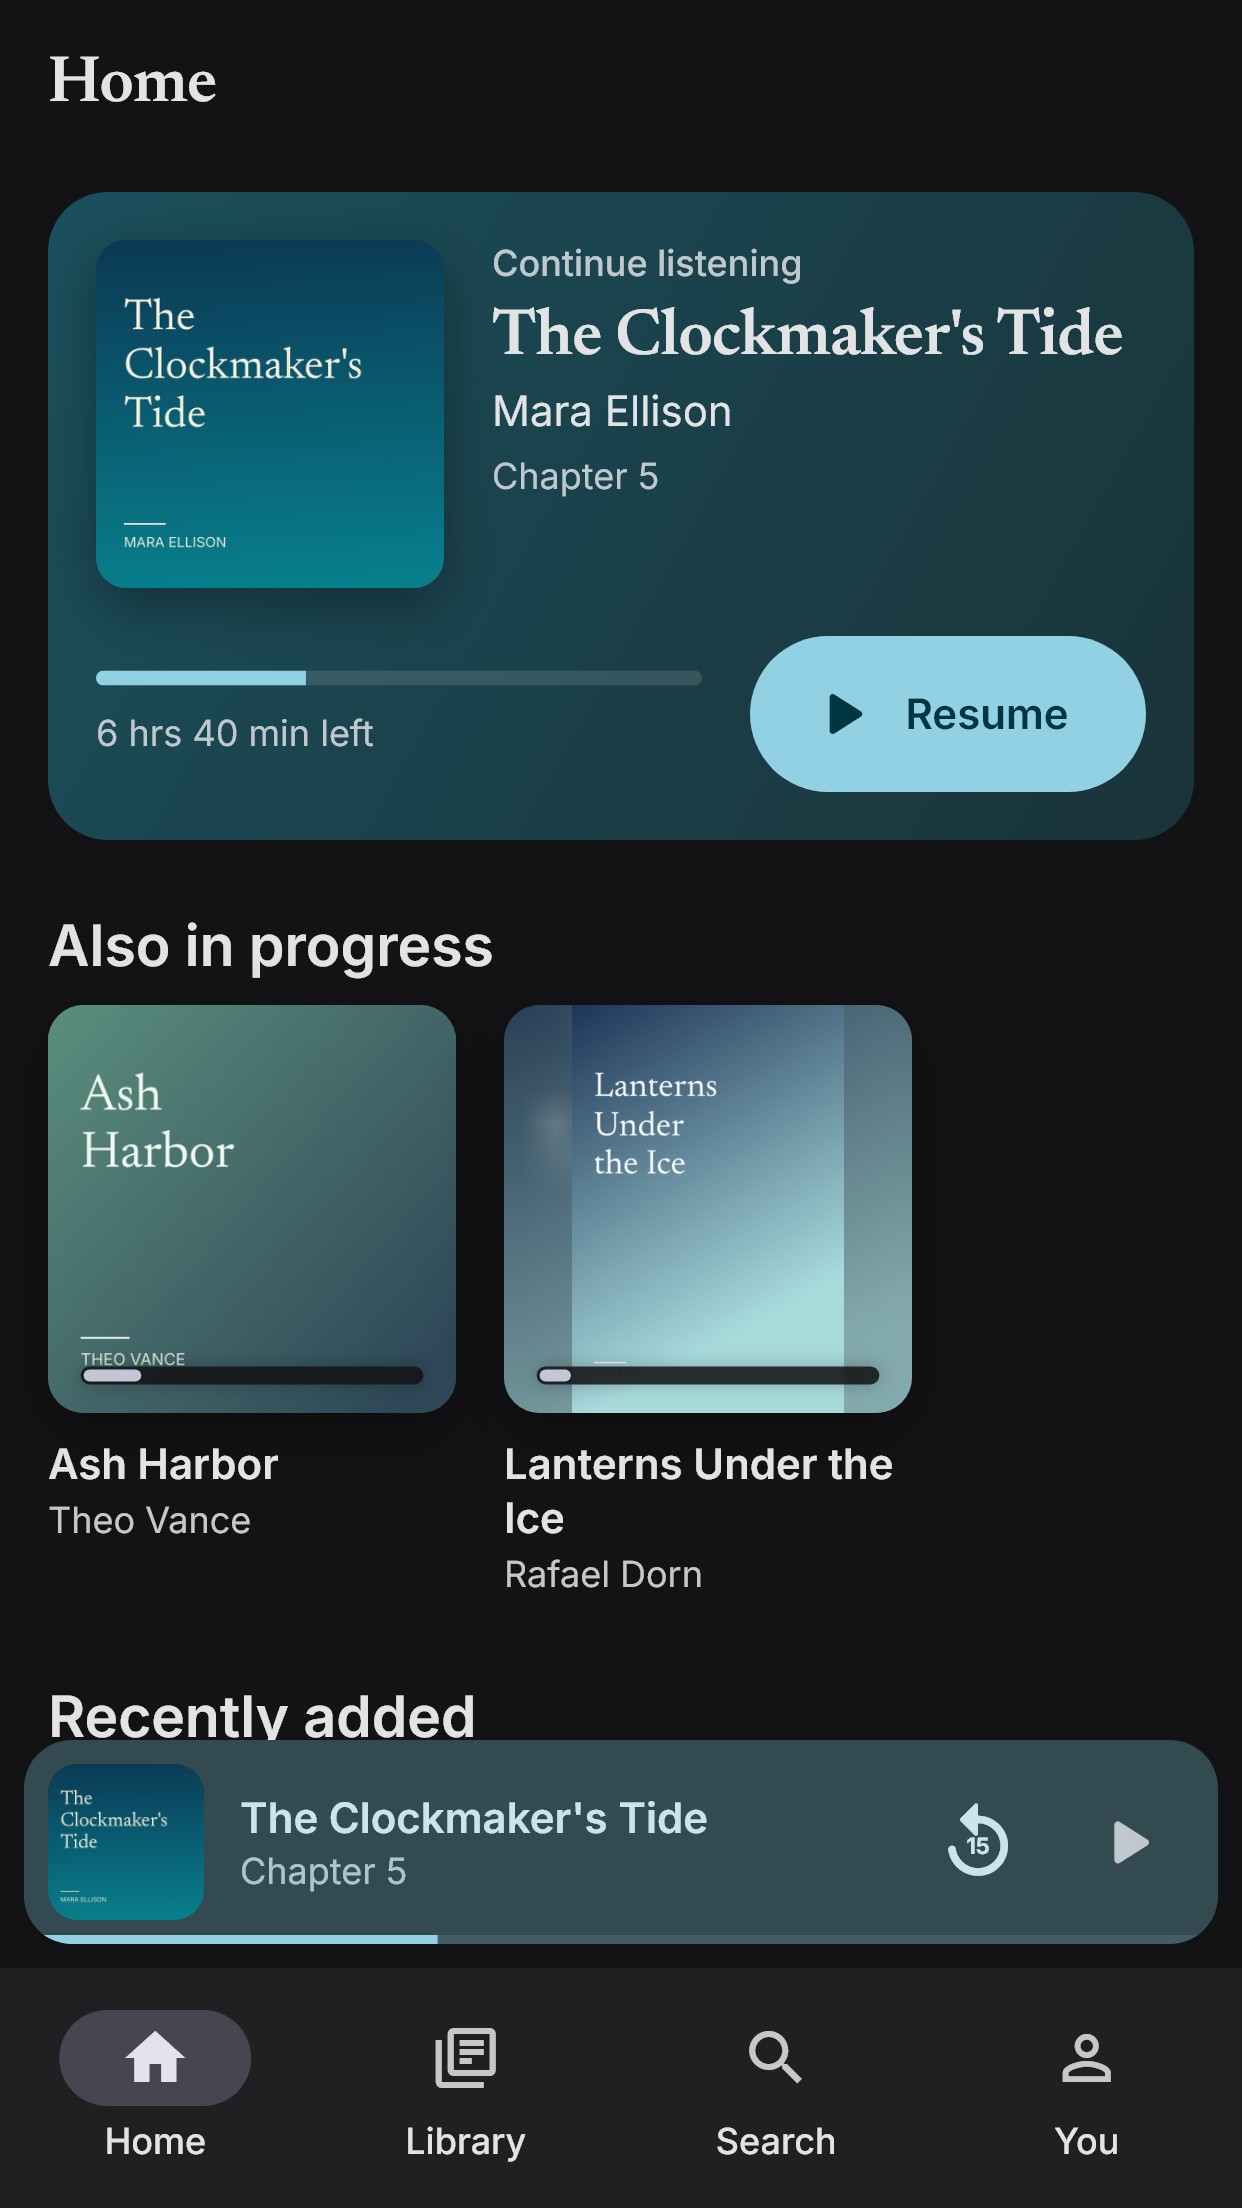 Home
The
Clockmaker's
Tide
MARA ELLISON
Continue listening
The Clockmaker's Tide
Mara Ellison
Chapter 5
6 hrs 40 min left
Resume
Also in progress
Ash
Harbor
THEO VANCE
Lanterns
Under
the Ice
Ash Harbor
Theo Vance
Lanterns Under the
Ice
Rafael Dorn
Recently added
The
Clockmaker's
Tide
MARA ELLISON
The Clockmaker's Tide
Chapter 5
15
Home
Library
Search
You